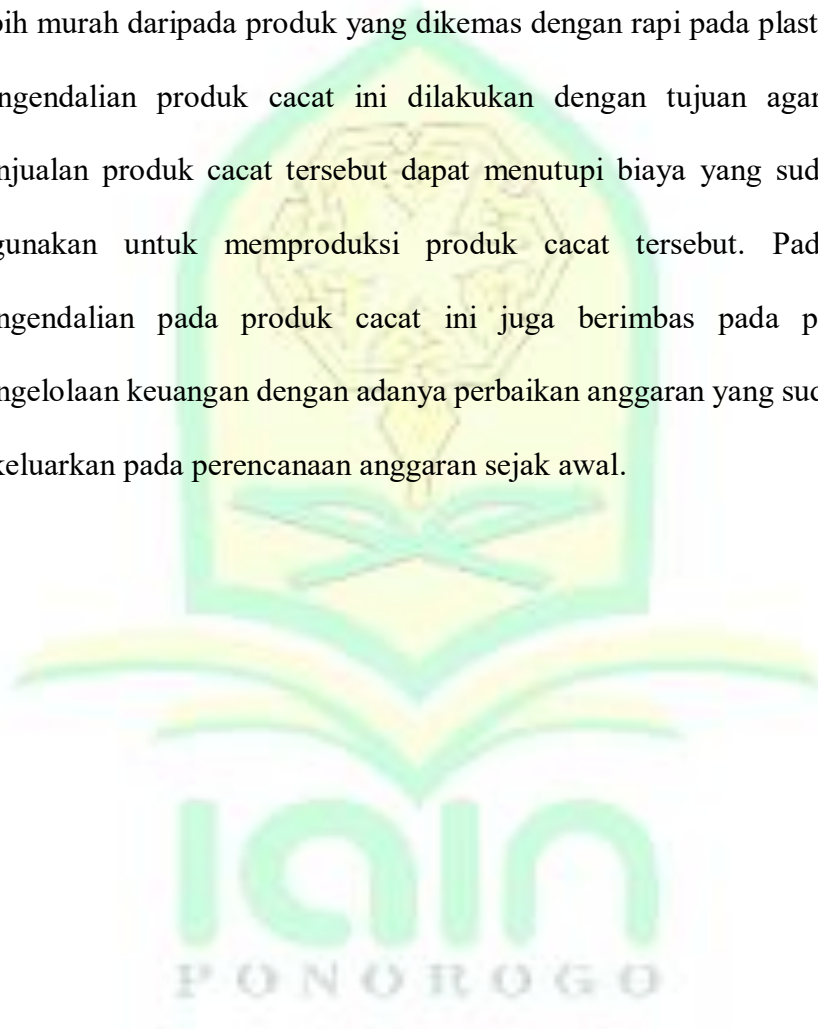 bih murah daripada produk yang dikemas dengan rapi pada plast
ngendalian produk cacat ini dilakukan dengan tujuan agar
njualan produk cacat tersebut dapat menutupi biaya yang sud
gunakan untuk memproduksi produk cacat tersebut. Pad
ngendalian pada produk cacat ini juga berimbas pada p
ngelolaan keuangan dengan adanya perbaikan anggaran yang sud
keluarkan pada perencanaan anggaran sejak awal.
iain
PONOROGO